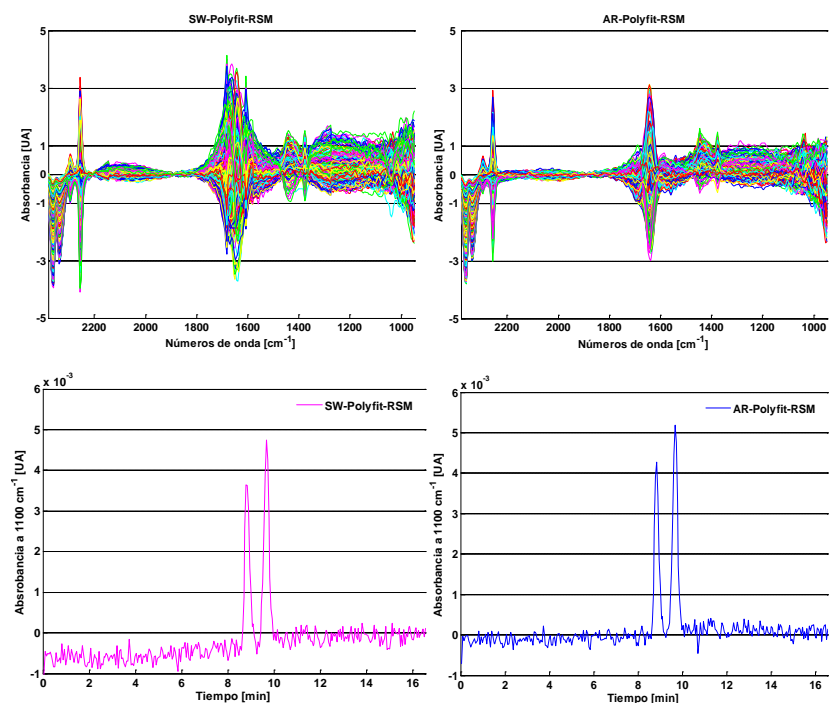 SW-Polyfit-RSM
AR-Polyfit-RSM
5
3
1
0
-1
-3
-5
Absorbancia [UA]
2200 2000 1800 1600 1400 1200 1000
Números de onda [cm-1]
5
3
1
0
-1
-3
-5
Absorbancia [UA]
2200 2000 1800 1600 1400 1200 1000
Números de onda [cm-1]
x 10-3
6
5
4
3
2
1
0
-1
Absrobancia a 1100 cm-1 [UA]
SW-Polyfit-RSM
0 2 4 6 8 10 12 14 16
Tiempo [min]
x 10-3
6
5
4
3
2
1
0
-1
Absorbancia a 1100 cm-1 [UA]
AR-Polyfit-RSM
0 2 4 6 8 10 12 14 16
Tiempo [min]